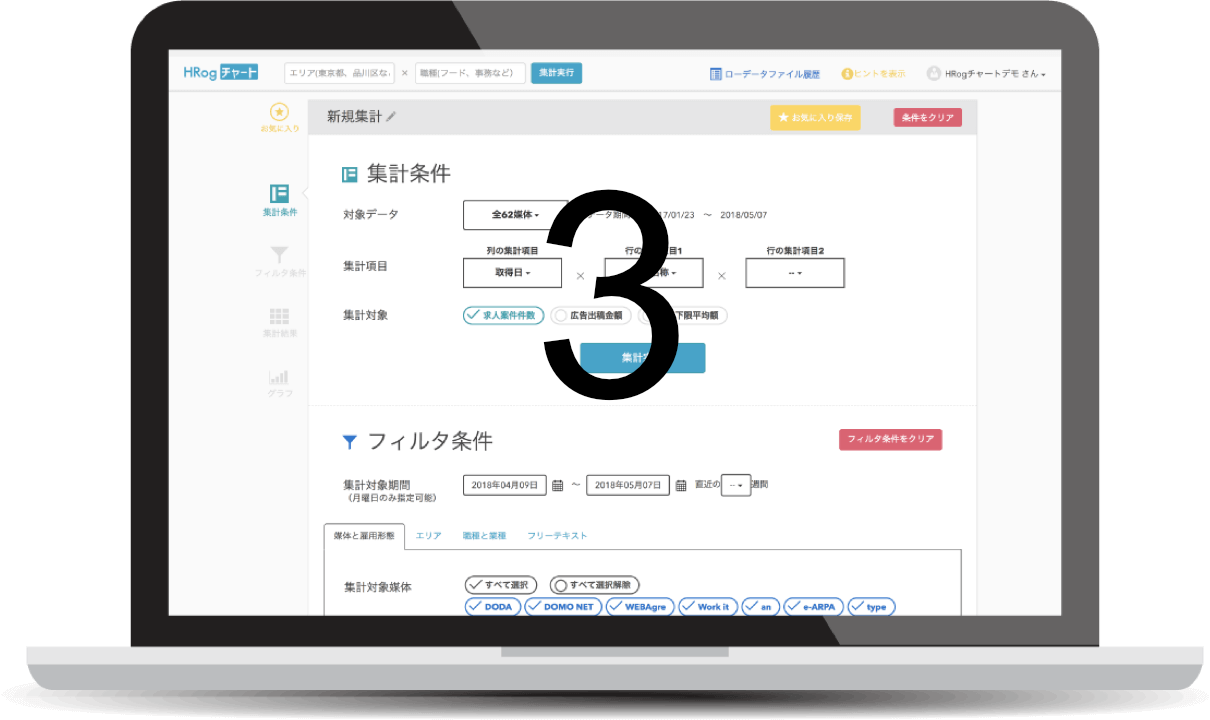 HRog チャート エリア(東京都、品川区な。 × 職種(フード、事務など) 集計実行 ローデータファイル履歴 ヒントを表示 HRogチャートデモ さん
お気に入り
新規集計 お気に入り保存 条件をクリア
集計条件
フィルタ条件
集計結果
グラフ
集計条件
対象データ 全62媒体 17/01/23 ～ 2018/05/07
列の集計項目 行の 目1 行の集計項目2
集計項目 取得日 × 称 × --
集計対象 求人案件件数 広告出稿金額 下限平均額
集計
3
フィルタ条件 フィルタ条件をクリア
集計対象期間 2018年04月09日 ～ 2018年05月07日 直近の -- 週間
(月曜日のみ指定可能)
媒体と雇用形態 エリア 職種と業種 フリーテキスト
集計対象媒体 すべて選択 すべて選択解除
DODA DOMO NET WEBAgre Work it an e-ARPA type